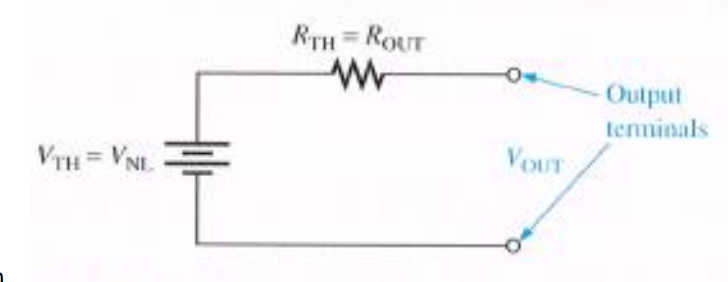 R_TH = R_OUT
Output
terminals
V_TH = V_NL
V_OUT